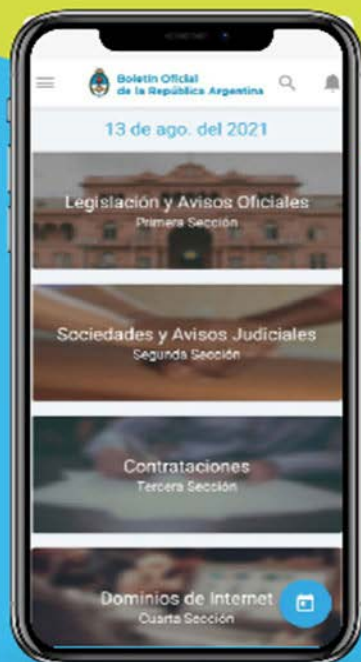 Boletín Oficial
de la República Argentina
13 de ago. del 2021
Legislación y Avisos Oficiales
Primera Sección
Sociedades y Avisos Judiciales
Segunda Sección
Contrataciones
Tercera Sección
Dominios de Internet
Cuarta Sección